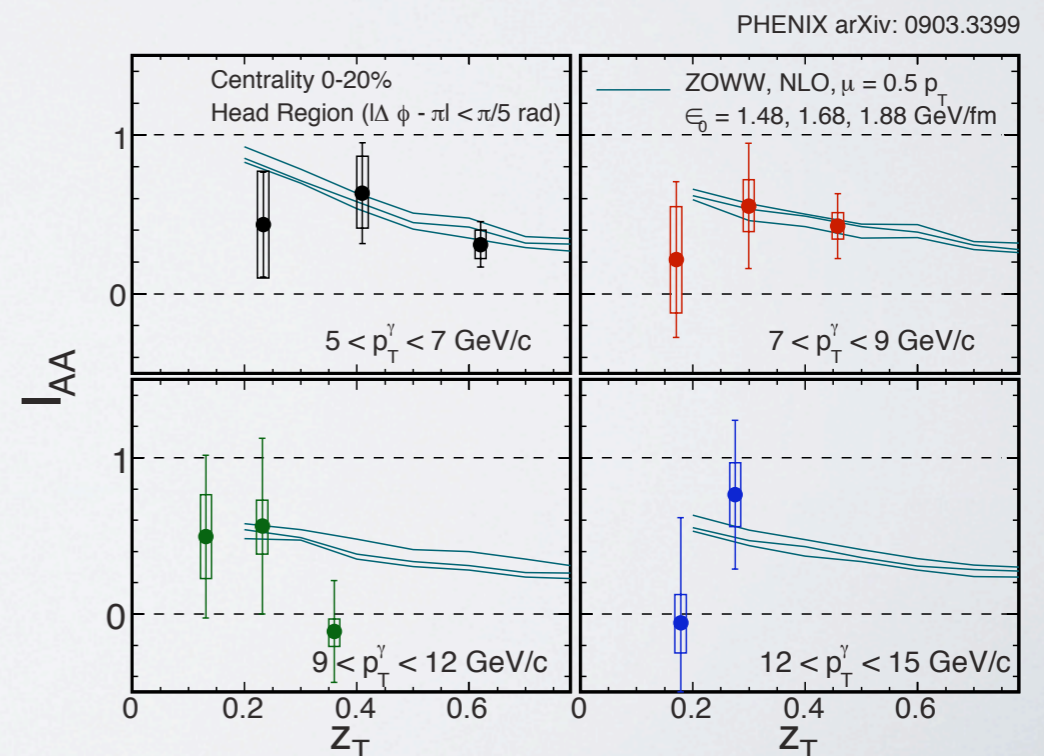 PHENIX arXiv: 0903.3399
Centrality 0-20%
Head Region (|Δ ϕ - π| < π/5 rad)
ZOWW, NLO, μ = 0.5 p_T
∈_0 = 1.48, 1.68, 1.88 GeV/fm
1
0
5 < p_T^γ < 7 GeV/c
7 < p_T^γ < 9 GeV/c
I_AA
1
0
9 < p_T^γ < 12 GeV/c
12 < p_T^γ < 15 GeV/c
0 0.2 0.4 0.6 0 0.2 0.4 0.6
z_T z_T